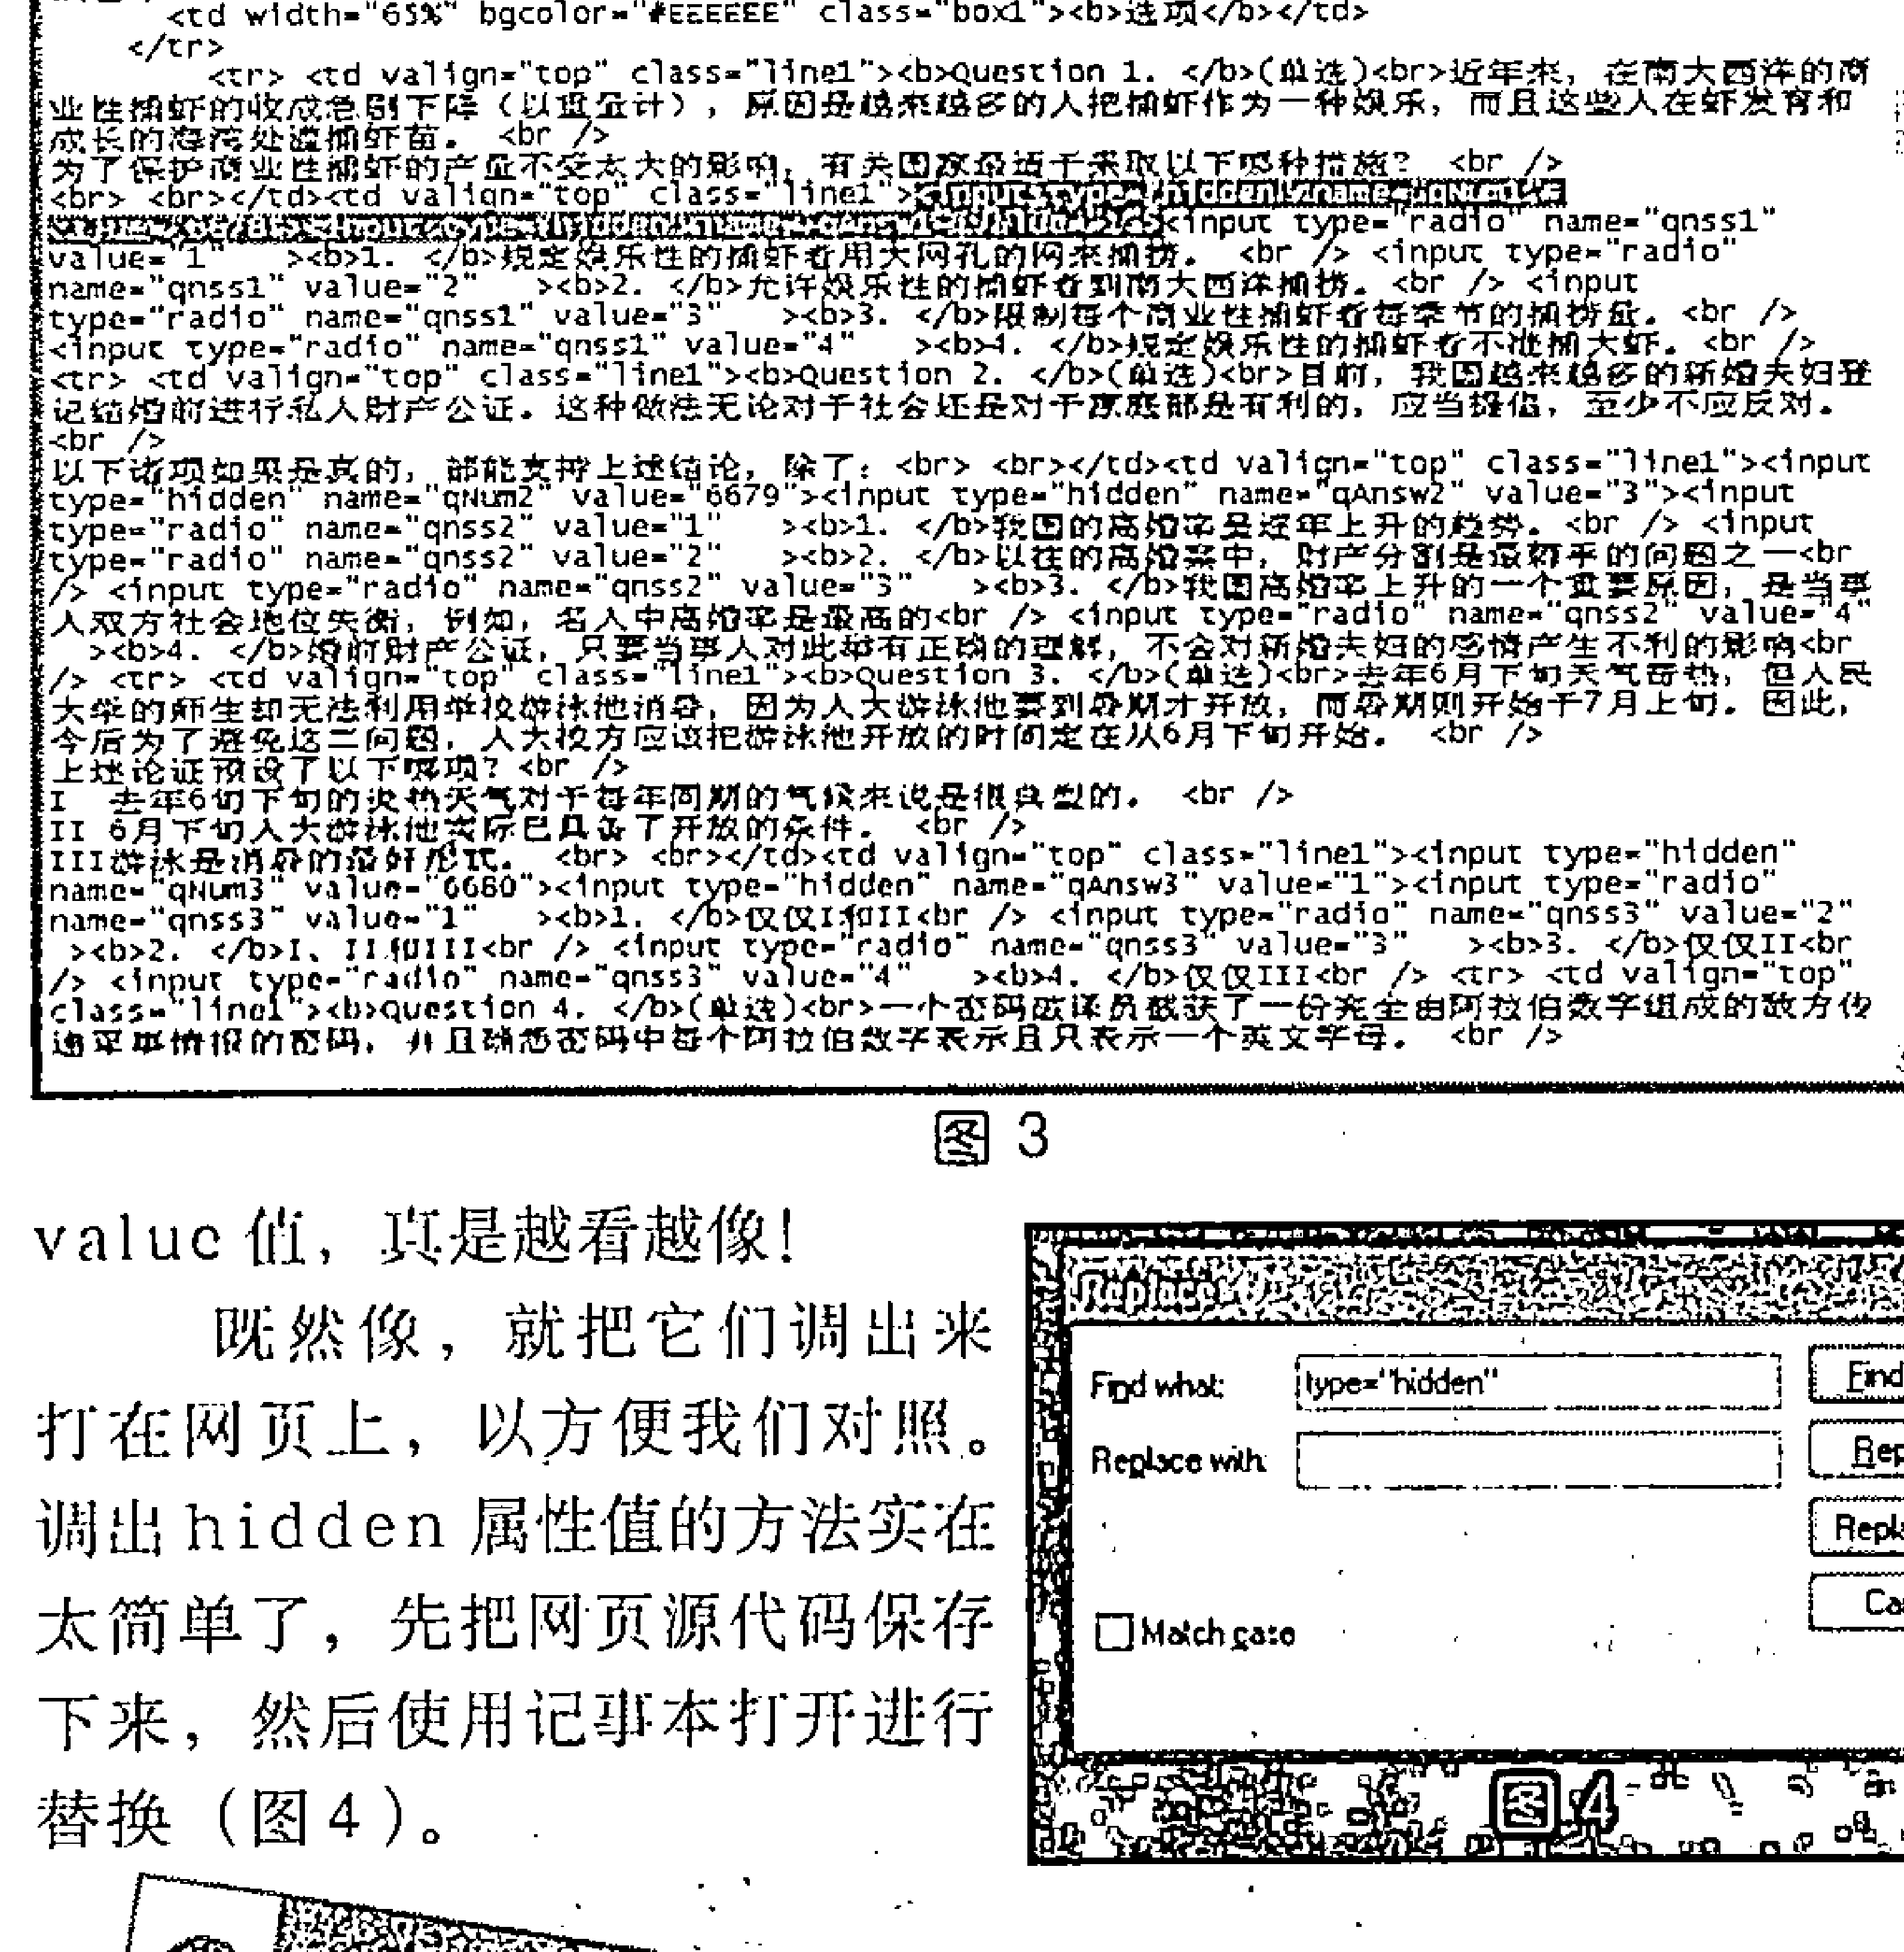 <td width="65%" bgcolor="#EEEEEE" class="box1"><b>选项</b></td>
</tr>
<tr> <td valign="top" class="line1"><b>Question 1. </b>(单选)<br>近年来，在南大西洋的商
业性捕虾的收成急剧下降（以重量计），原因是越来越多的人把捕虾作为一种娱乐，而且这些人在虾发育和
成长的海湾处滥捕虾苗。 <br />
为了保护商业性捕虾的产量不受太大的影响，有关国家最适于采取以下哪种措施？ <br />
<br> <br></td><td valign="top" class="line1"><input type="hidden" name="qNum1"
<input type="radio" name="qnss1"
value="1" ><b>1. </b>规定娱乐性的捕虾者用大网孔的网来捕捞。 <br /> <input type="radio"
name="qnss1" value="2" ><b>2. </b>允许娱乐性的捕虾者到南大西洋捕捞。<br /> <input
type="radio" name="qnss1" value="3" ><b>3. </b>限制每个商业性捕虾者每季节的捕捞量。<br />
<input type="radio" name="qnss1" value="4" ><b>4. </b>规定娱乐性的捕虾者不准捕大虾。<br />
<tr> <td valign="top" class="line1"><b>Question 2. </b>(单选)<br>目前，我国越来越多的新婚夫妇登
记结婚前进行私人财产公证。这种做法无论对于社会还是对于家庭都是有利的，应当提倡，至少不应反对。
<br />
以下诸项如果是真的，都能支持上述结论，除了：<br> <br></td><td valign="top" class="line1"><input
type="hidden" name="qNum2" value="6679"><input type="hidden" name="qAnsw2" value="3"><input
type="radio" name="qnss2" value="1" ><b>1. </b>我国的离婚率呈逐年上升的趋势。<br /> <input
type="radio" name="qnss2" value="2" ><b>2. </b>以往的离婚案中，财产分割是最棘手的问题之一<br
/> <input type="radio" name="qnss2" value="3" ><b>3. </b>我国离婚率上升的一个重要原因，是当事
人双方社会地位失衡，例如，名人中离婚率是最高的<br /> <input type="radio" name="qnss2" value="4"
><b>4. </b>婚前财产公证，只要当事人对此都有正确的理解，不会对新婚夫妇的感情产生不利的影响<br
/> <tr> <td valign="top" class="line1"><b>Question 3. </b>(单选)<br>去年6月下旬天气奇热，但人民
大学的师生却无法利用学校游泳池消暑，因为人大游泳池要到暑期才开放，而暑期则开始于7月上旬。因此，
今后为了避免这一问题，人大校方应该把游泳池开放的时间定在从6月下旬开始。 <br />
上述论证预设了以下哪项？<br />
I 去年6旬下旬的炎热天气对于每年同期的气候来说是很典型的。 <br />
II 6月下旬人大游泳池实际已具备了开放的条件。 <br />
III游泳是消暑的最好形式。 <br> <br></td><td valign="top" class="line1"><input type="hidden"
name="qNum3" value="6680"><input type="hidden" name="qAnsw3" value="1"><input type="radio"
name="qnss3" value="1" ><b>1. </b>仅仅I和II<br /> <input type="radio" name="qnss3" value="2"
><b>2. </b>I、II和III<br /> <input type="radio" name="qnss3" value="3" ><b>3. </b>仅仅II<br
/> <input type="radio" name="qnss3" value="4" ><b>4. </b>仅仅III<br /> <tr> <td valign="top"
class="line1"><b>Question 4. </b>(单选)<br>一个密码破译员截获了一份完全由阿拉伯数字组成的敌方传
递军事情报的密码，并且确悉密码中每个阿拉伯数字表示且只表示一个英文字母。 <br />
图 3
value 值，真是越看越像！
既然像，就把它们调出来
打在网页上，以方便我们对照。
调出 hidden 属性值的方法实在
太简单了，先把网页源代码保存
下来，然后使用记事本打开进行
替换（图 4）。
Replace
Find what: type="hidden" Find
Replace with: Rep
Repla
Ca
Match case
图 4